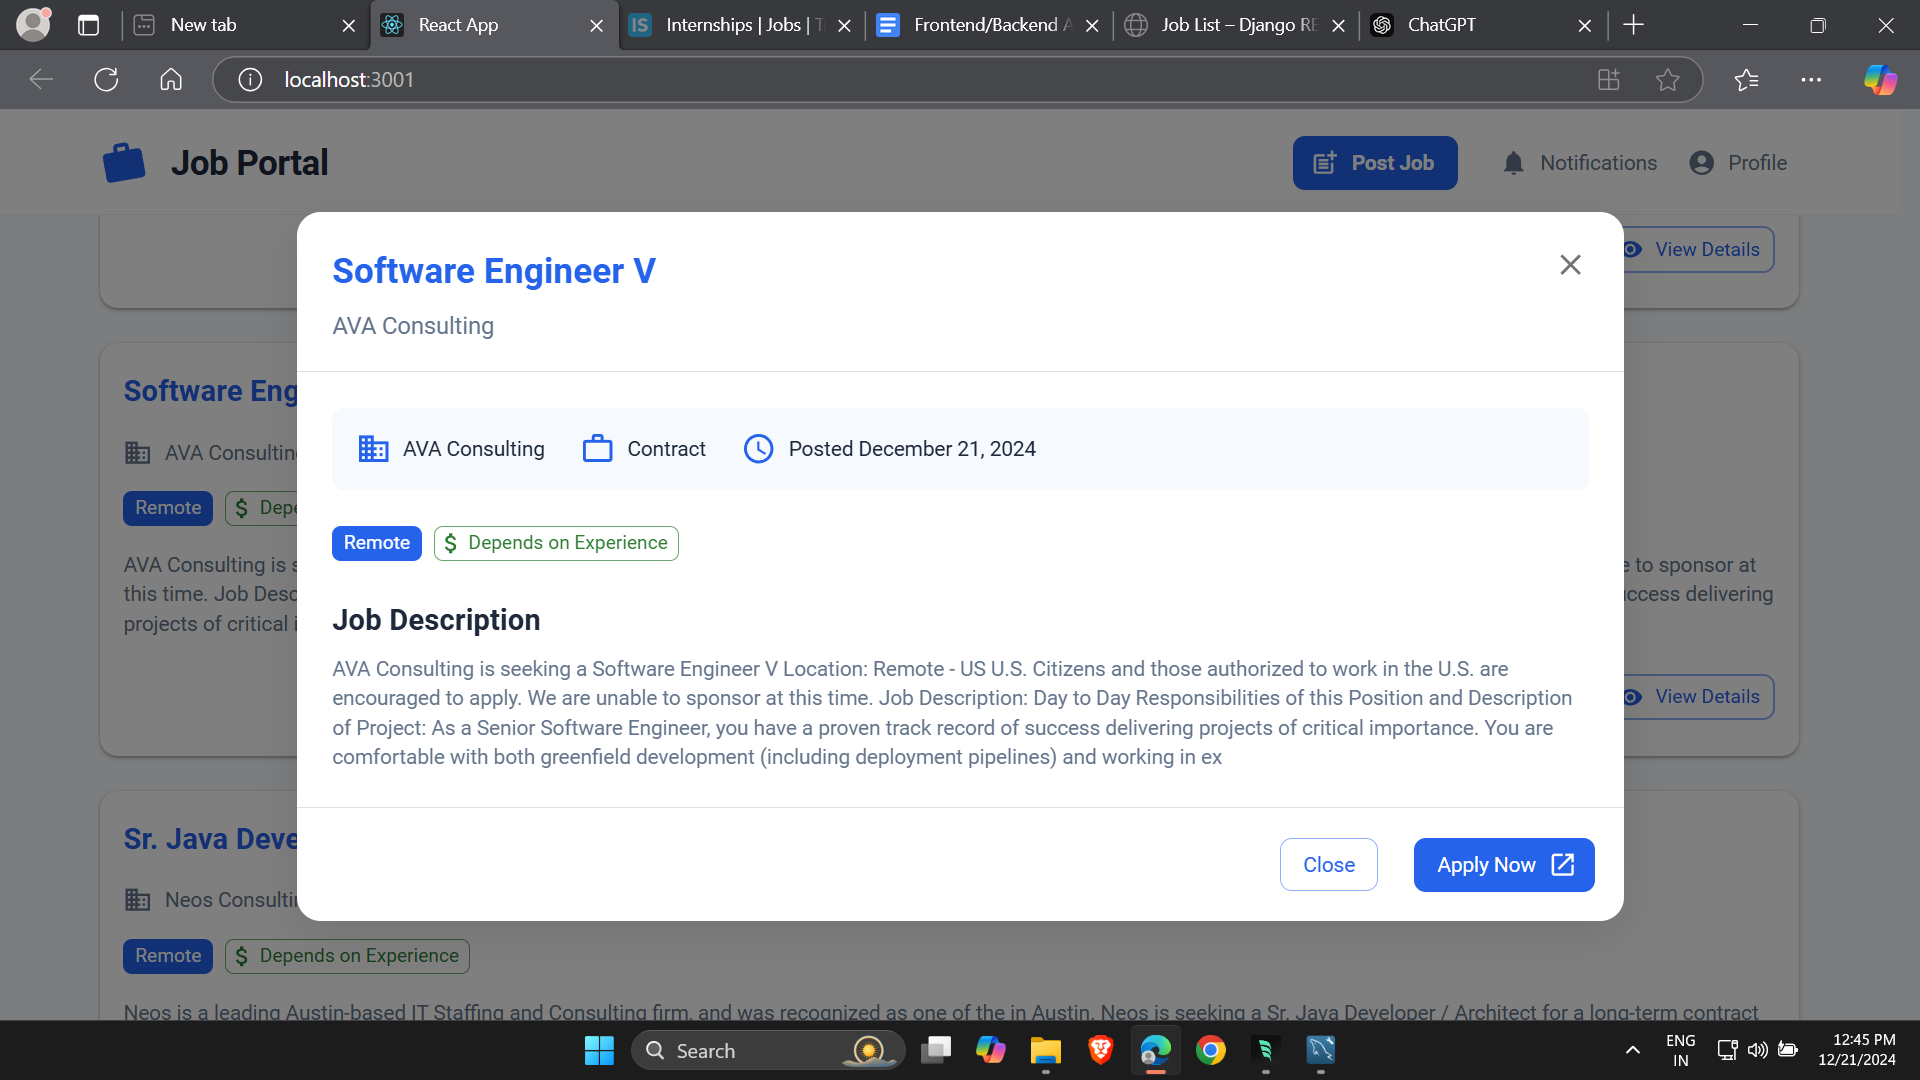 New tab
React App
Internships | Jobs | T
Frontend/Backend A
Job List – Django RE
ChatGPT
localhost:3001
Job Portal
Post Job
Notifications
Profile
View Details
Software Engineer V
AVA Consulting
AVA Consulting
Contract
Posted December 21, 2024
Remote
$ Depends on Experience
Job Description
AVA Consulting is seeking a Software Engineer V Location: Remote - US U.S. Citizens and those authorized to work in the U.S. are
encouraged to apply. We are unable to sponsor at this time. Job Description: Day to Day Responsibilities of this Position and Description
of Project: As a Senior Software Engineer, you have a proven track record of success delivering projects of critical importance. You are
comfortable with both greenfield development (including deployment pipelines) and working in ex
Close
Apply Now
Software Eng
AVA Consultin
Remote
$ Depe
AVA Consulting is s
e to sponsor at
this time. Job Desc
ccess delivering
projects of critical i
View Details
Sr. Java Deve
Neos Consulti
Remote
$ Depends on Experience
Neos is a leading Austin-based IT Staffing and Consulting firm, and was recognized as one of the in Austin. Neos is seeking a Sr. Java Developer / Architect for a long-term contract
Search
ENG
IN
12:45 PM
12/21/2024